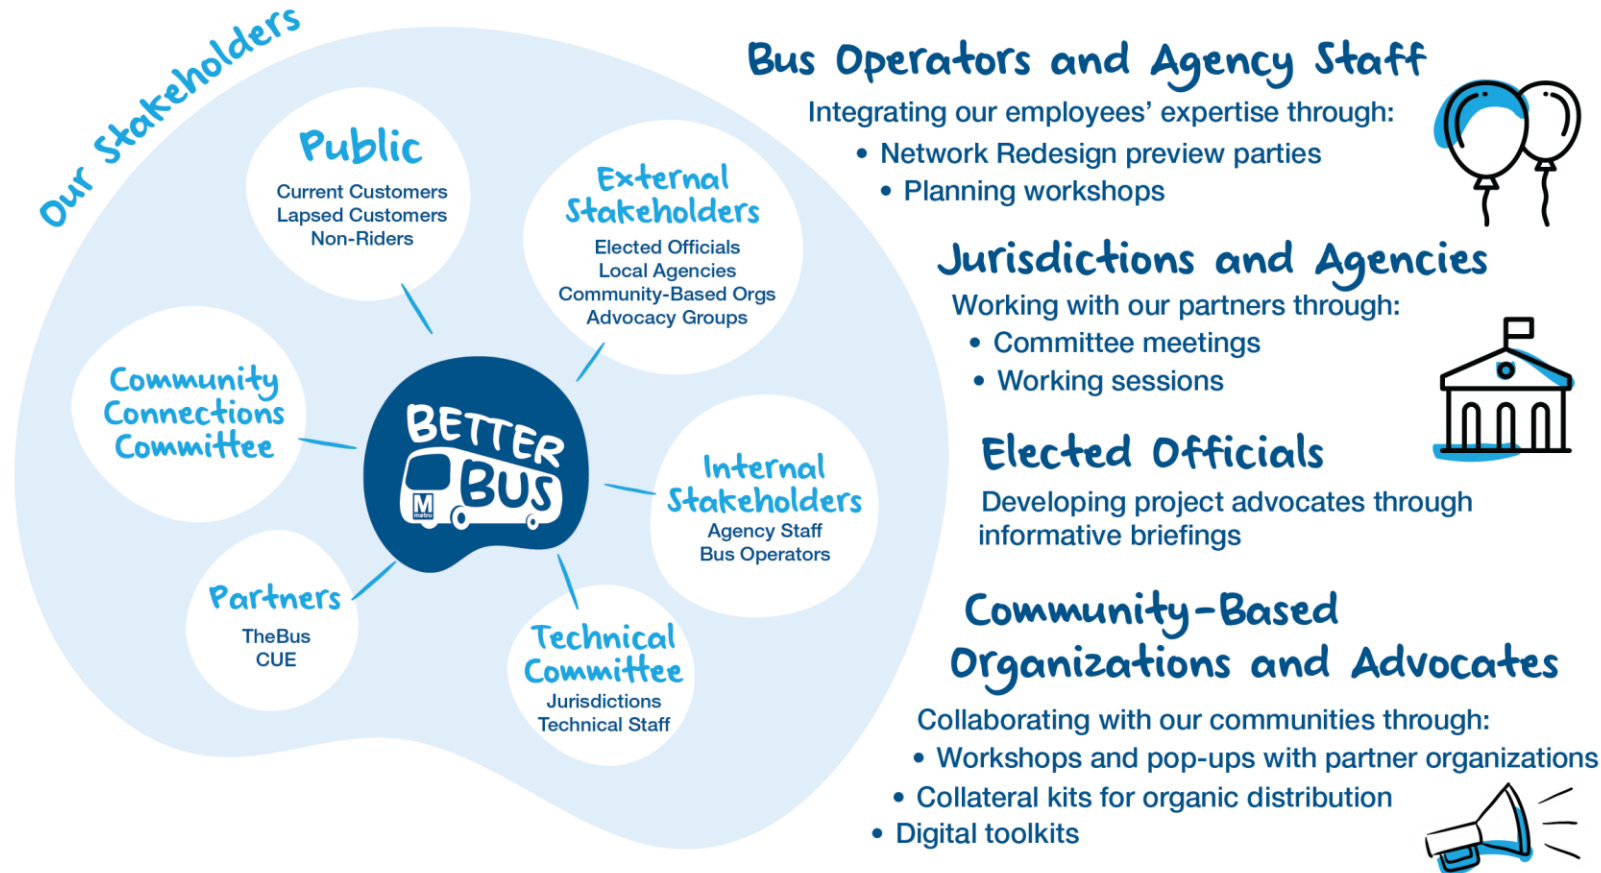 Our Stakeholders
Public
Current Customers
Lapsed Customers
Non-Riders
External
Stakeholders
Elected Officials
Local Agencies
Community-Based Orgs
Advocacy Groups
Community
Connections
Committee
BETTER
BUS
M
metro
Internal
Stakeholders
Agency Staff
Bus Operators
Partners
TheBus
CUE
Technical
Committee
Jurisdictions
Technical Staff
Bus Operators and Agency Staff
Integrating our employees’ expertise through:
• Network Redesign preview parties
• Planning workshops
Jurisdictions and Agencies
Working with our partners through:
• Committee meetings
• Working sessions
Elected Officials
Developing project advocates through
informative briefings
Community-Based
Organizations and Advocates
Collaborating with our communities through:
• Workshops and pop-ups with partner organizations
• Collateral kits for organic distribution
• Digital toolkits